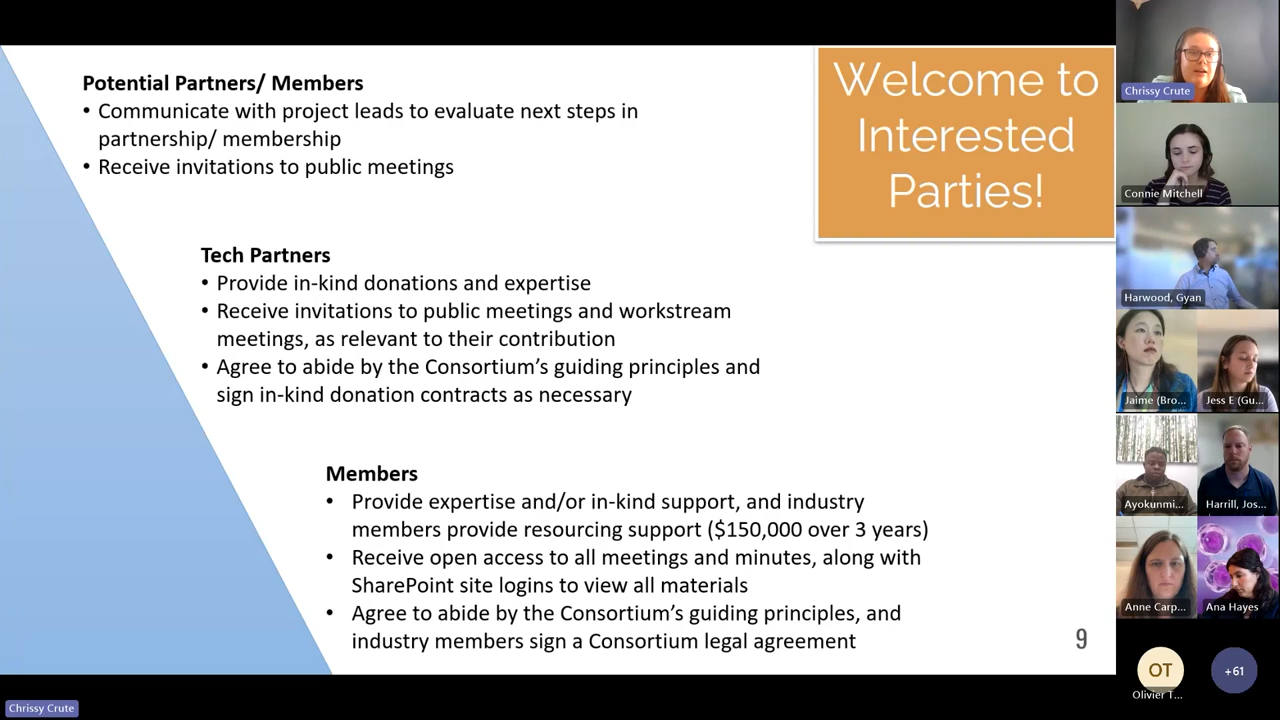 Potential Partners/ Members
• Communicate with project leads to evaluate next steps in
partnership/ membership
• Receive invitations to public meetings
Welcome to
Interested
Parties!
Tech Partners
• Provide in-kind donations and expertise
• Receive invitations to public meetings and workstream
meetings, as relevant to their contribution
• Agree to abide by the Consortium’s guiding principles and
sign in-kind donation contracts as necessary
Members
• Provide expertise and/or in-kind support, and industry
members provide resourcing support ($150,000 over 3 years)
• Receive open access to all meetings and minutes, along with
SharePoint site logins to view all materials
• Agree to abide by the Consortium’s guiding principles, and
industry members sign a Consortium legal agreement
9
Chrissy Crute
Connie Mitchell
Harwood, Gyan
Jaime (Bro...
Jess E (Gu...
Ayokunmi...
Harrill, Jos...
Anne Carp...
Ana Hayes
OT
Olivier T...
+61
Chrissy Crute